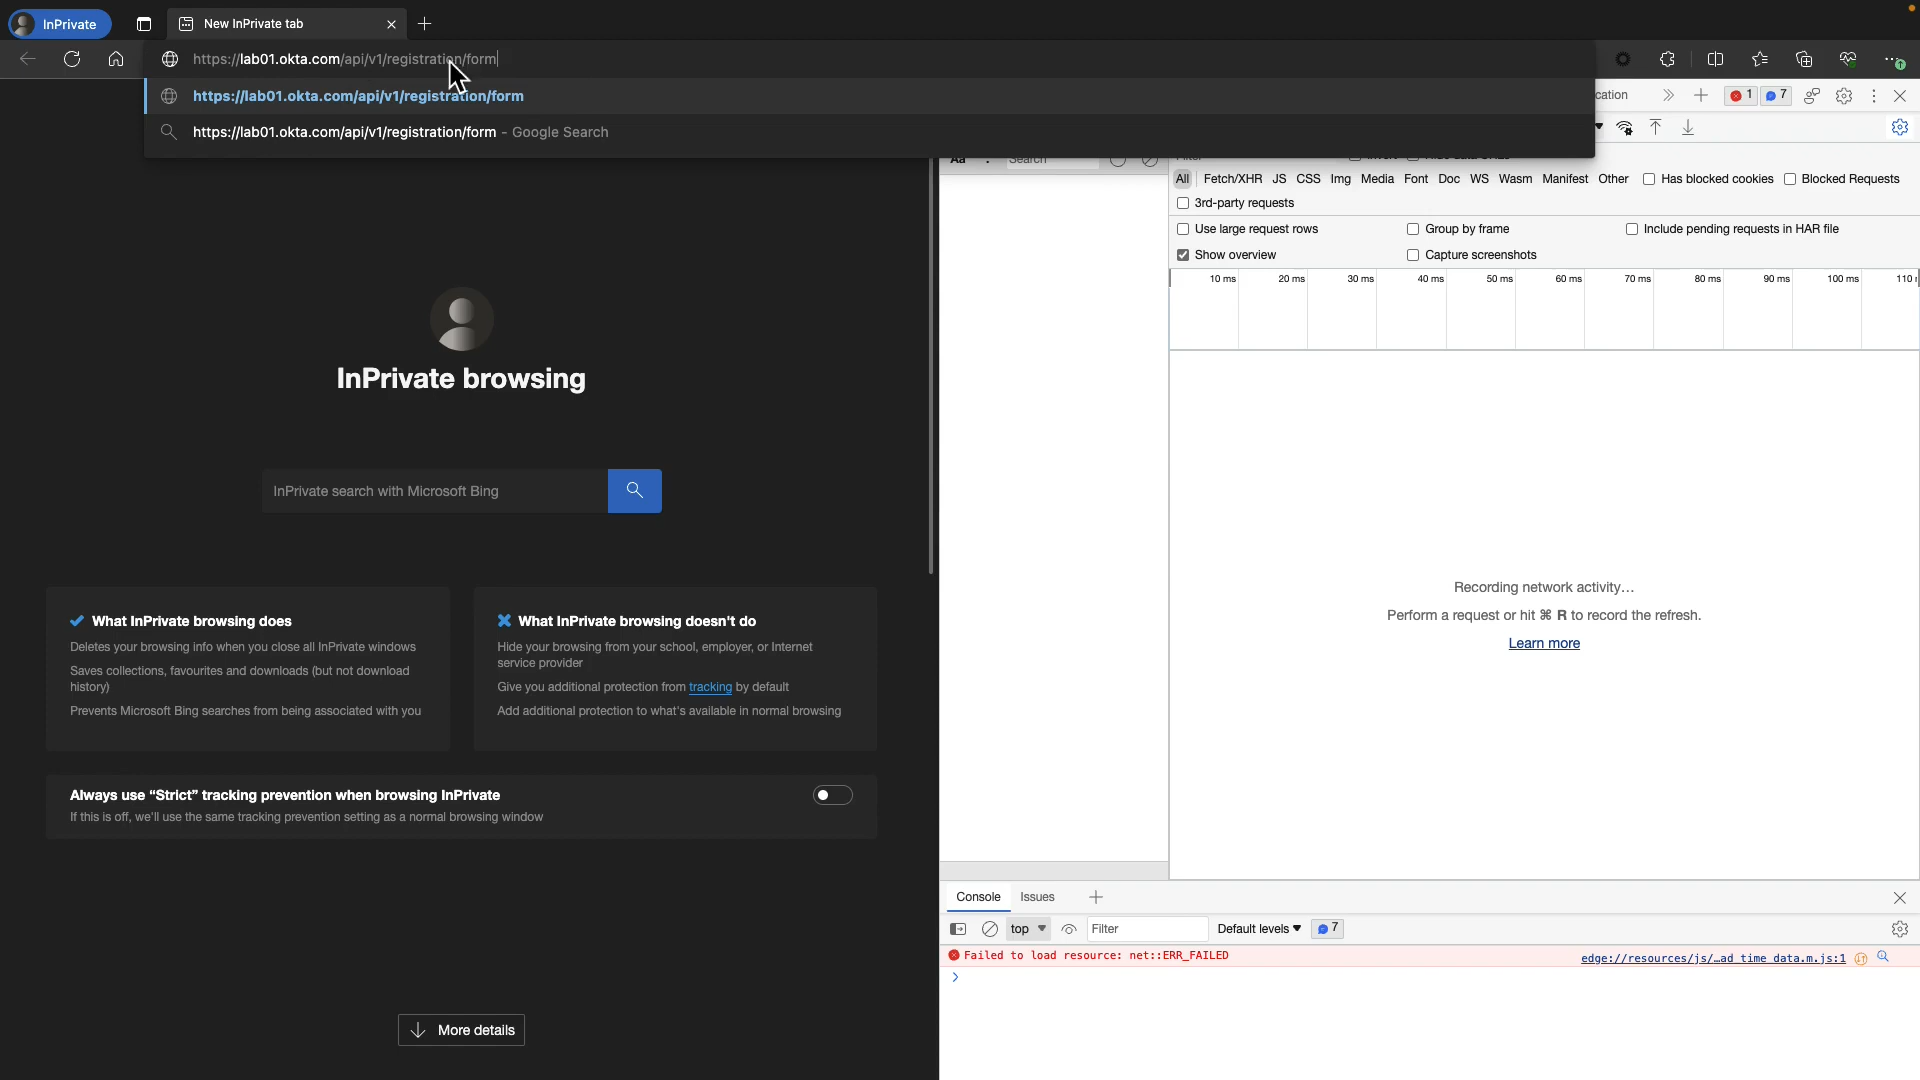 InPrivate
New InPrivate tab
https://lab01.okta.com/api/v1/registration/form
https://lab01.okta.com/api/v1/registration/form
https://lab01.okta.com/api/v1/registration/form - Google Search
cation
1
7
Aa
Search
All
Fetch/XHR JS CSS Img Media Font Doc WS Wasm Manifest Other
Has blocked cookies
Blocked Requests
3rd-party requests
Use large request rows
Group by frame
Include pending requests in HAR file
Show overview
Capture screenshots
10 ms 20 ms 30 ms 40 ms 50 ms 60 ms 70 ms 80 ms 90 ms 100 ms 110
InPrivate browsing
InPrivate search with Microsoft Bing
Recording network activity…
Perform a request or hit ⌘ R to record the refresh.
Learn more
What InPrivate browsing does
Deletes your browsing info when you close all InPrivate windows
Saves collections, favourites and downloads (but not download
history)
Prevents Microsoft Bing searches from being associated with you
What InPrivate browsing doesn't do
Hide your browsing from your school, employer, or Internet
service provider
Give you additional protection from tracking by default
Add additional protection to what's available in normal browsing
Always use “Strict” tracking prevention when browsing InPrivate
If this is off, we'll use the same tracking prevention setting as a normal browsing window
More details
Console
Issues
top
Filter
Default levels
7
Failed to load resource: net::ERR_FAILED
edge://resources/js/…ad_time_data.m.js:1